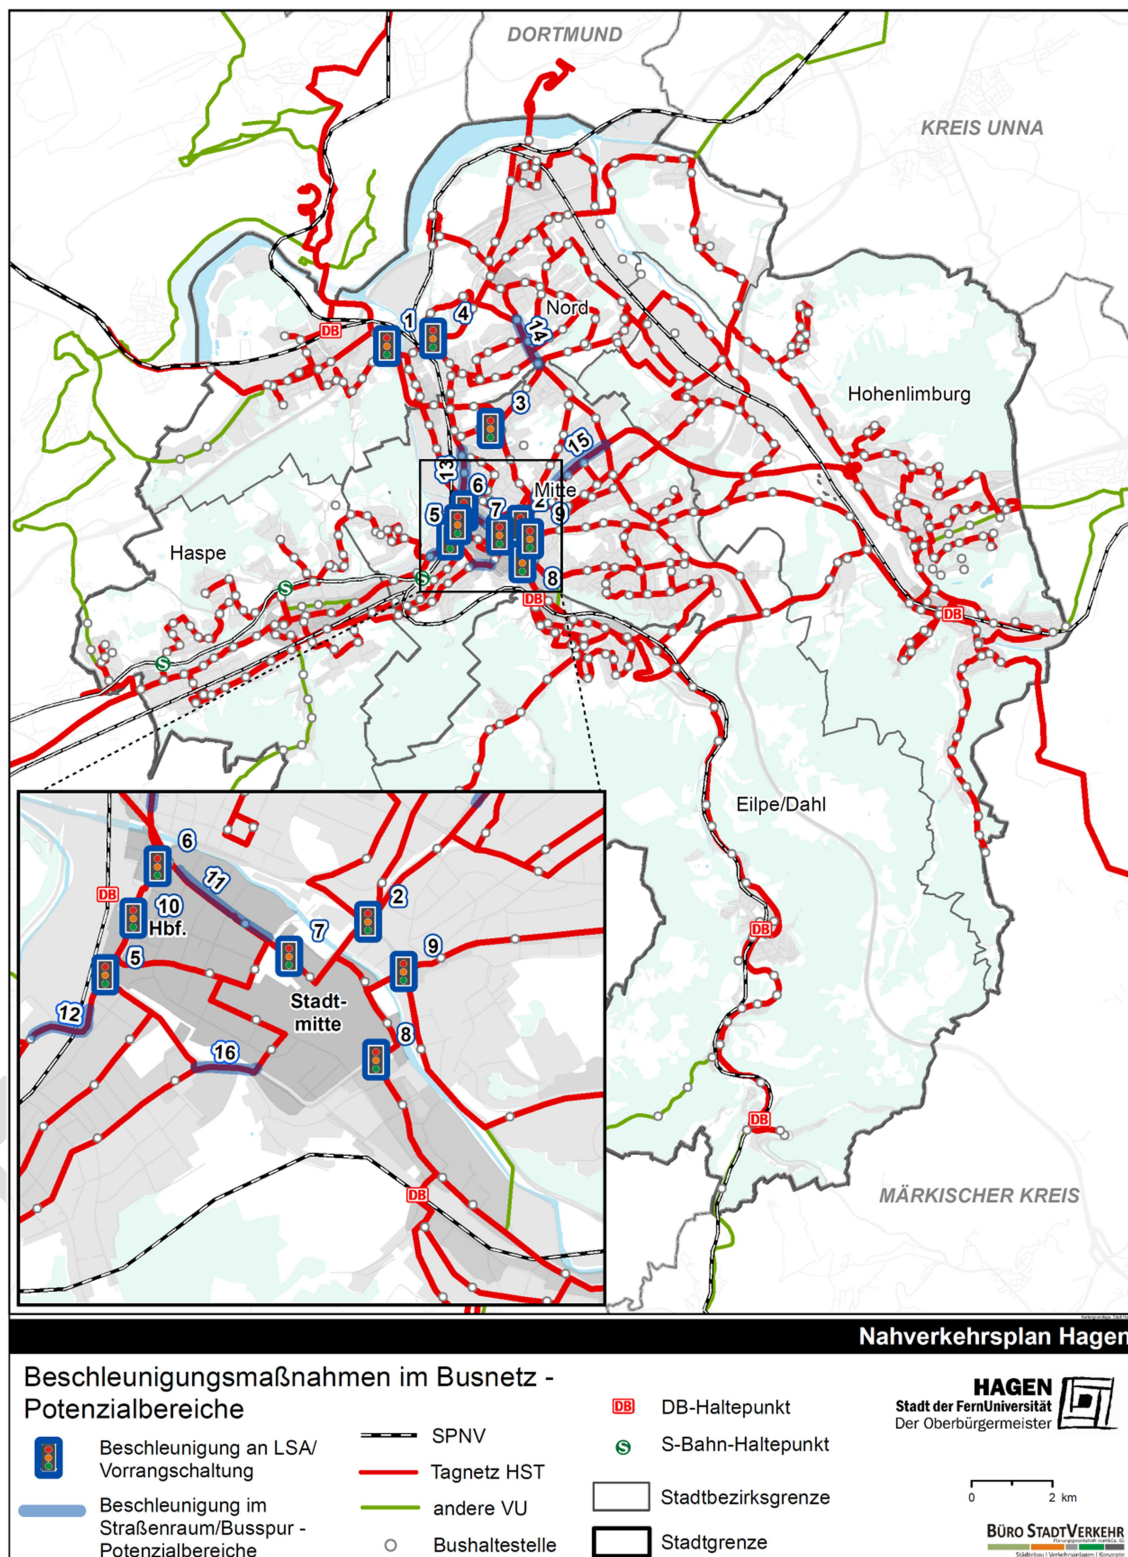 DORTMUND
KREIS UNNA
1
4
Nord
14
Hohenlimburg
3
15
13
Mitte
6
5
7
2
9
Haspe
8
DB
DB
DB
S
S
S
Eilpe/Dahl
DB
DB
MÄRKISCHER KREIS
6
11
DB
10
Hbf.
2
7
9
5
Stadt-
mitte
12
8
16
DB
Nahverkehrsplan Hagen
Beschleunigungsmaßnahmen im Busnetz -
Potenzialbereiche
Beschleunigung an LSA/
Vorrangschaltung
Beschleunigung im
Straßenraum/Busspur -
Potenzialbereiche
SPNV
Tagnetz HST
andere VU
Bushaltestelle
DB DB-Haltepunkt
S S-Bahn-Haltepunkt
Stadtbezirksgrenze
Stadtgrenze
HAGEN
Stadt der FernUniversität
Der Oberbürgermeister
0 2 km
BÜRO STADTVERKEHR
Städtebau | Verkehrsanlagen | Konzepte